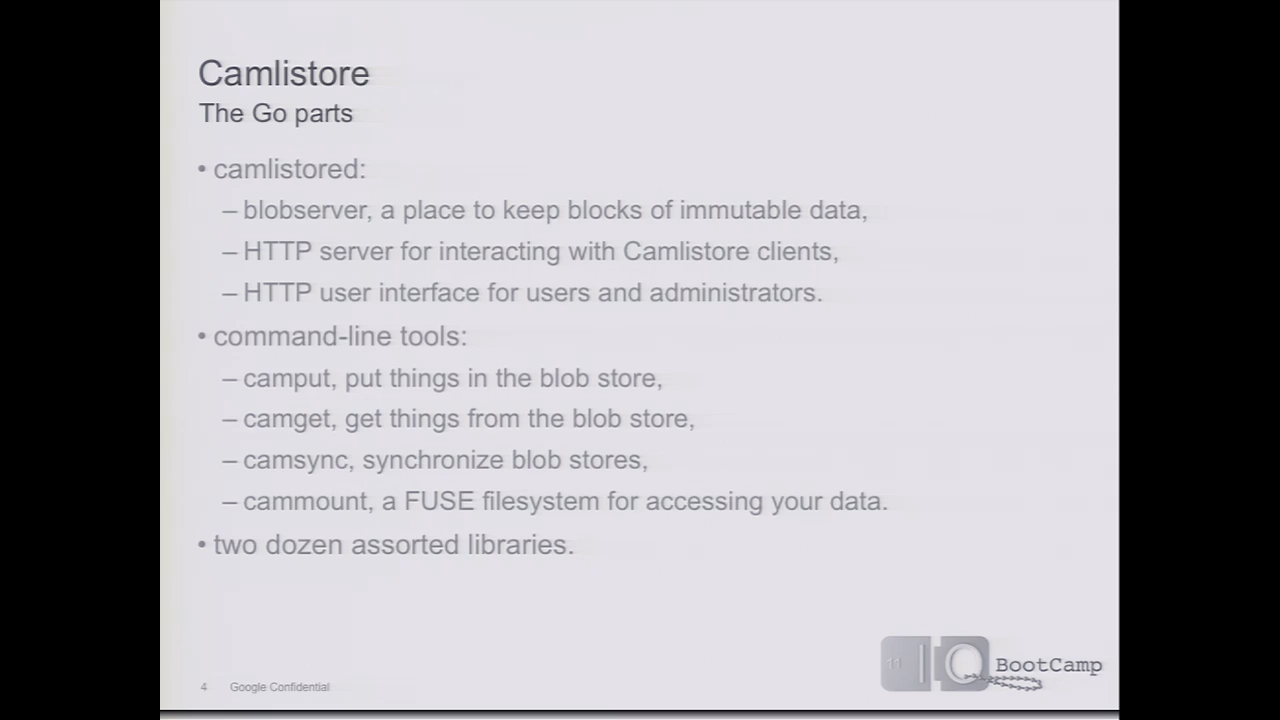 Camlistore
The Go parts
• camlistored:
– blobserver, a place to keep blocks of immutable data,
– HTTP server for interacting with Camlistore clients,
– HTTP user interface for users and administrators.
• command-line tools:
– camput, put things in the blob store,
– camget, get things from the blob store,
– camsync, synchronize blob stores,
– cammount, a FUSE filesystem for accessing your data.
• two dozen assorted libraries.
11 IO BootCamp
4 Google Confidential